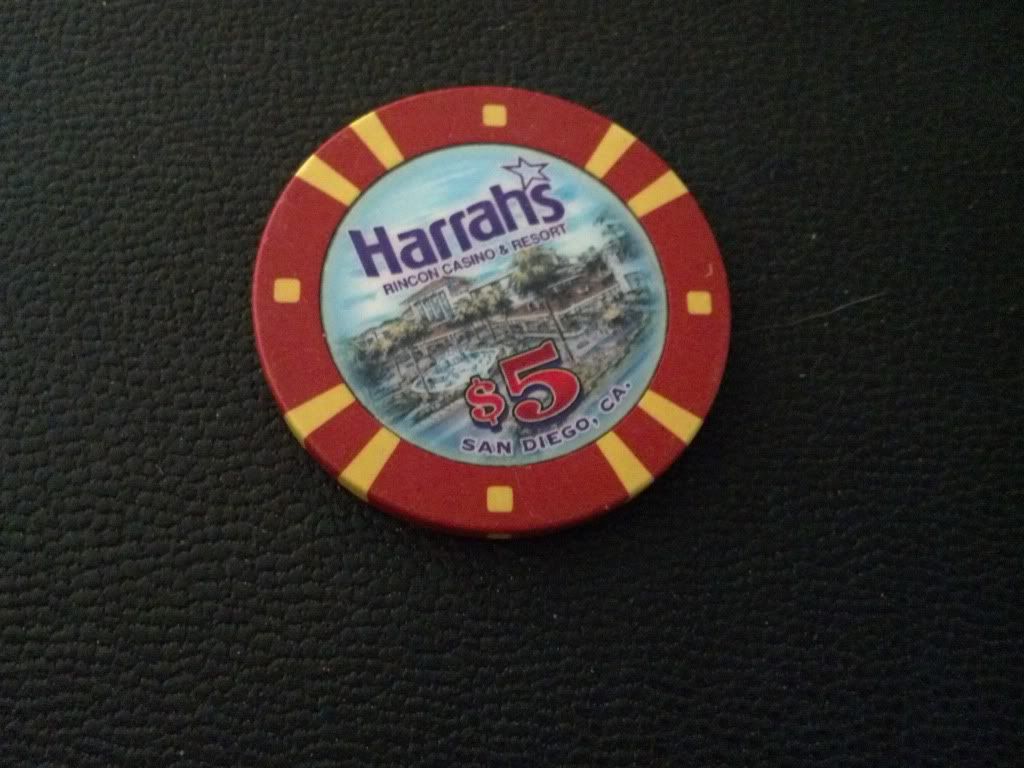 Harrah's
RINCON CASINO & RESORT
$5
SAN DIEGO, CA.